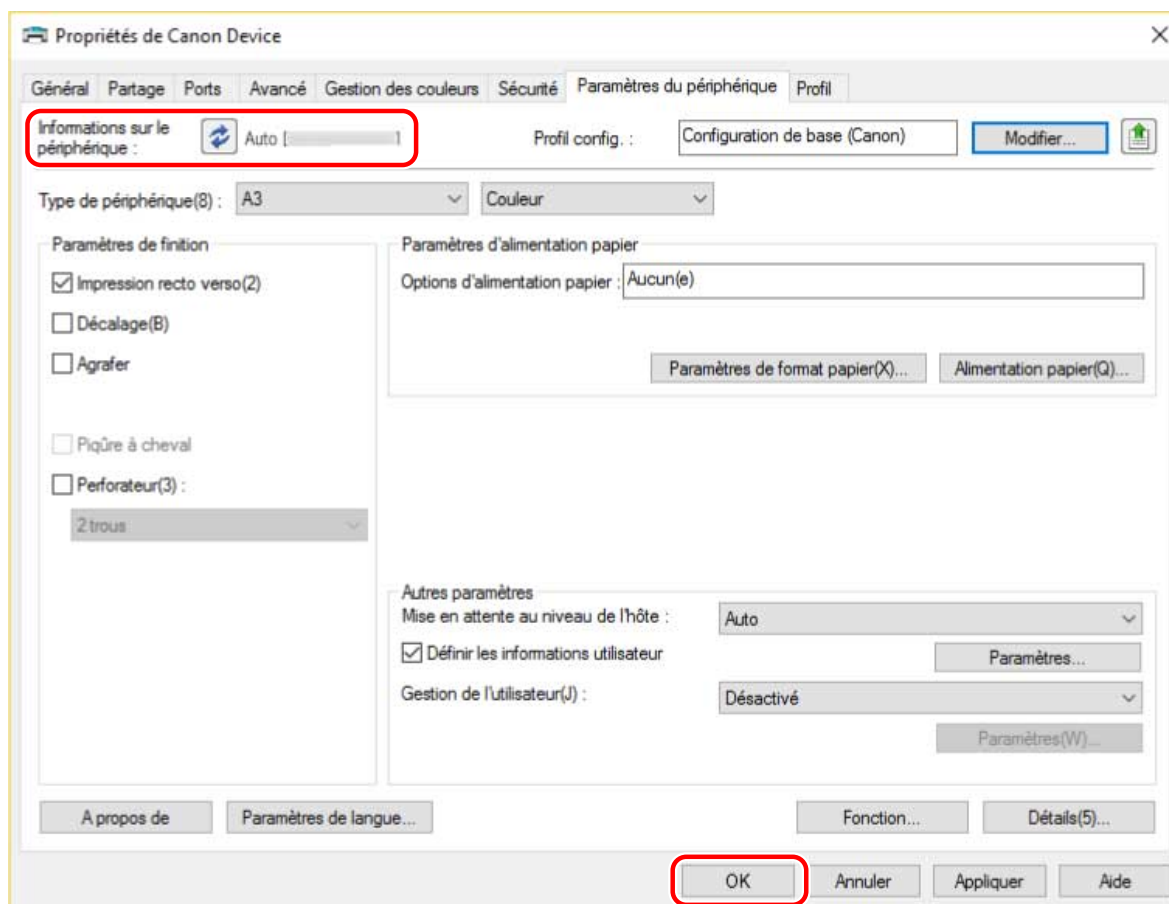 Propriétés de Canon Device
Général Partage Ports Avancé Gestion des couleurs Sécurité Paramètres du périphérique Profil
Informations sur le
périphérique :
Auto [ ]
Profil config. :
Configuration de base (Canon)
Modifier...
Type de périphérique(8) :
A3
Couleur
Paramètres de finition
Impression recto verso(2)
Décalage(B)
Agrafer
Piqûre à cheval
Perforateur(3) :
2 trous
Paramètres d'alimentation papier
Options d'alimentation papier :
Aucun(e)
Paramètres de format papier(X)...
Alimentation papier(Q)...
Autres paramètres
Mise en attente au niveau de l'hôte :
Auto
Définir les informations utilisateur
Paramètres...
Gestion de l'utilisateur(J) :
Désactivé
Paramètres(W)...
A propos de
Paramètres de langue...
Fonction...
Détails(5)...
OK
Annuler
Appliquer
Aide